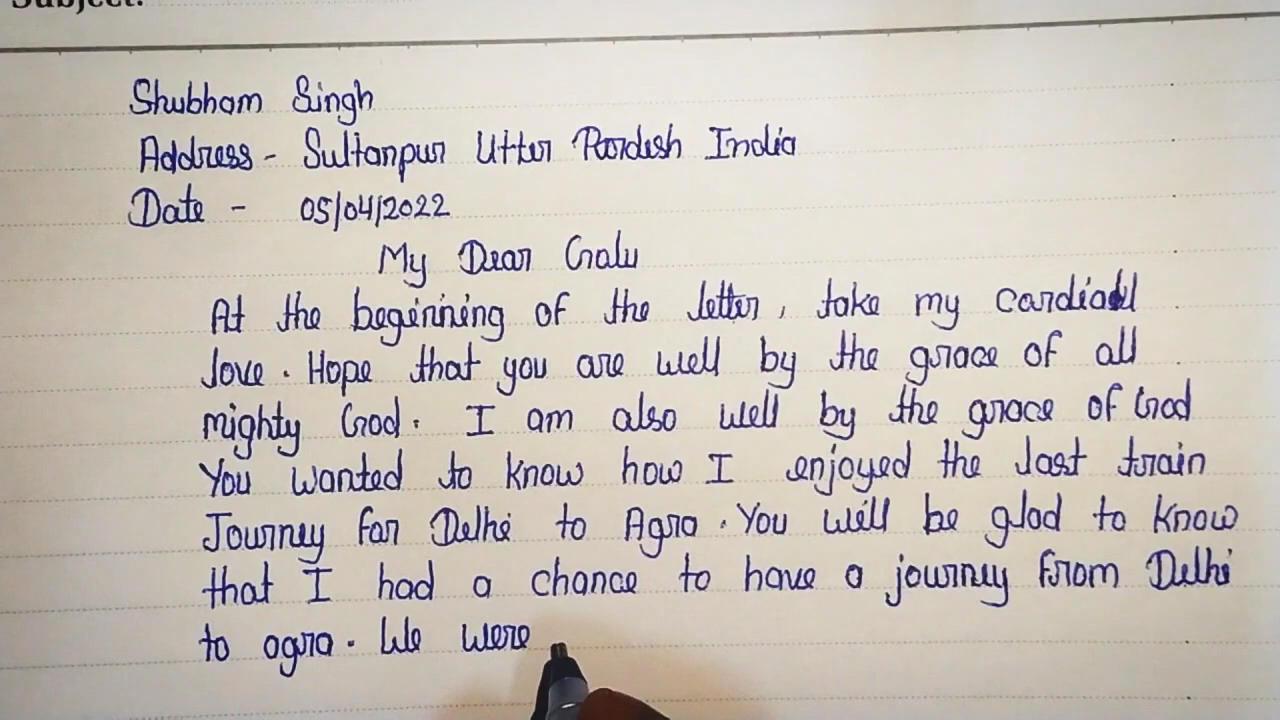 Subject:
Shubham Singh
Address - Sultanpur Utter Pardesh India
Date - 05/04/2022
My Dear Golu
At the beginning of the letter, take my cardial
love. Hope that you are well by the grace of all
mighty God. I am also well by the grace of God
You wanted to know how I enjoyed the last train
Journey for Delhi to Agra. You will be glad to know
that I had a chance to have a journey from Delhi
to agra. We were